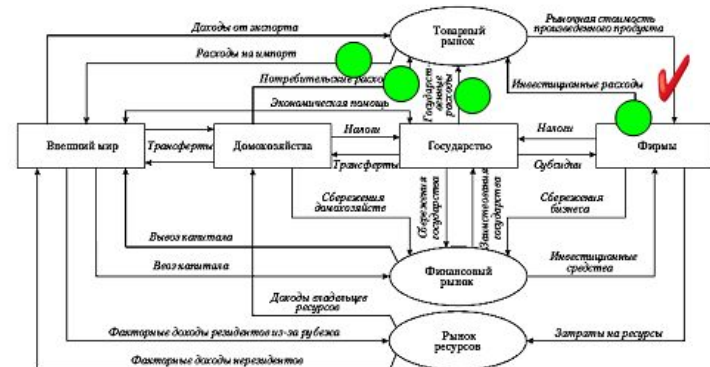 Доходы от экспорта
Товарный
рынок
Рыночная стоимость
произведенного продукта
Расходы на импорт
Потребительские
Государст-
венные
расходы
Инвестиционные расходы
Экономическая помощь
Внешний мир
Трансферты
Домохозяйства
Налоги
Трансферты
Государство
Налоги
Субсидии
Фирмы
Сбережения
домохозяйств
Сбережения
государства
Заимствования
государства
Сбережения
бизнеса
Вывоз капитала
Ввоз капитала
Финансовый
рынок
Инвестиционные
средства
Доходы владельцев
ресурсов
Факторные доходы резидентов из-за рубежа
Рынок
ресурсов
Затраты на ресурсы
Факторные доходы нерезидентов